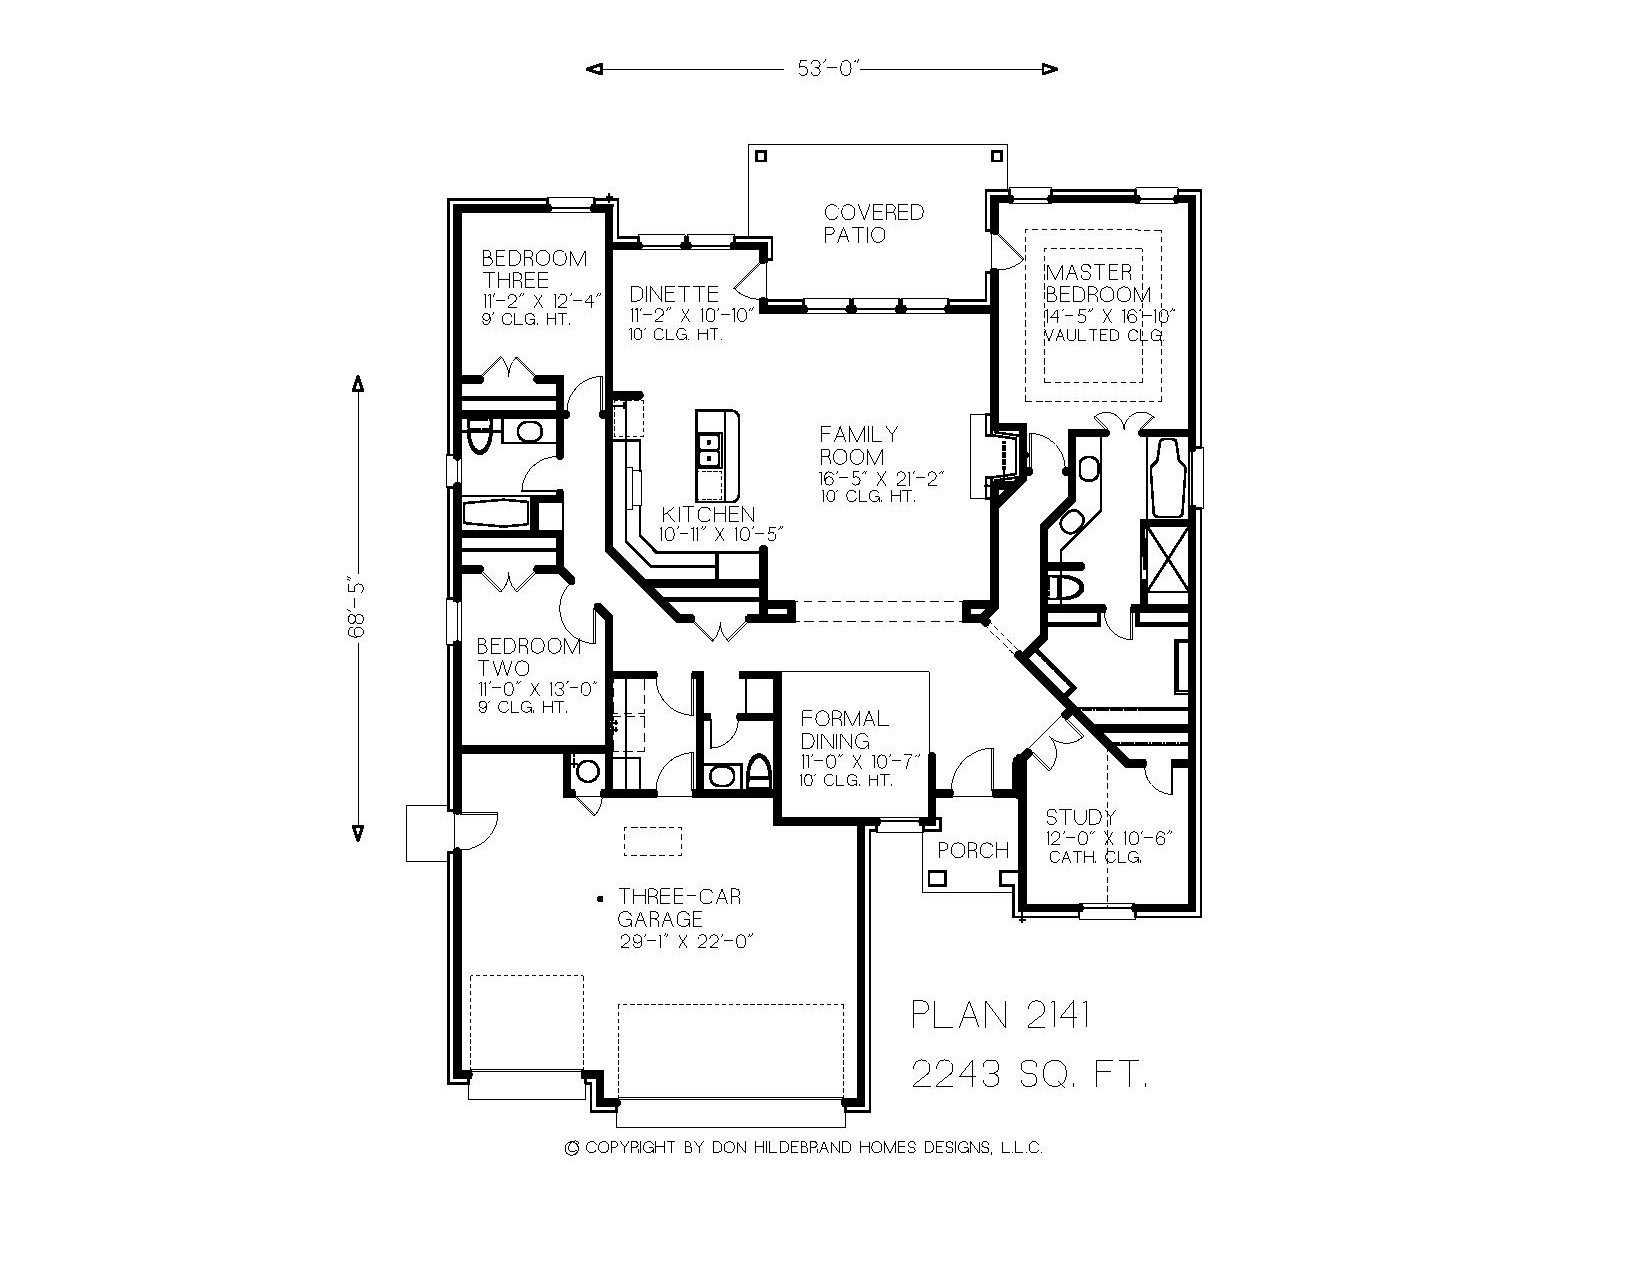 53'-0"
COVERED
PATIO
BEDROOM
THREE
11'-2" X 12'-4"
9' CLG. HT.
DINETTE
11'-2" X 10'-10"
10' CLG. HT.
MASTER
BEDROOM
14'-5" X 16'-10"
VAULTED CLG.
FAMILY
ROOM
16'-5" X 21'-2"
10' CLG. HT.
KITCHEN
10'-11" X 10'-5"
68'-5"
BEDROOM
TWO
11'-0" X 13'-0"
9' CLG. HT.
FORMAL
DINING
11'-0" X 10'-7"
10' CLG. HT.
STUDY
12'-0" X 10'-6"
CATH. CLG.
PORCH
THREE-CAR
GARAGE
29'-1" X 22'-0"
PLAN 2141
2243 SQ. FT.
© COPYRIGHT BY DON HILDEBRAND HOMES DESIGNS, L.L.C.